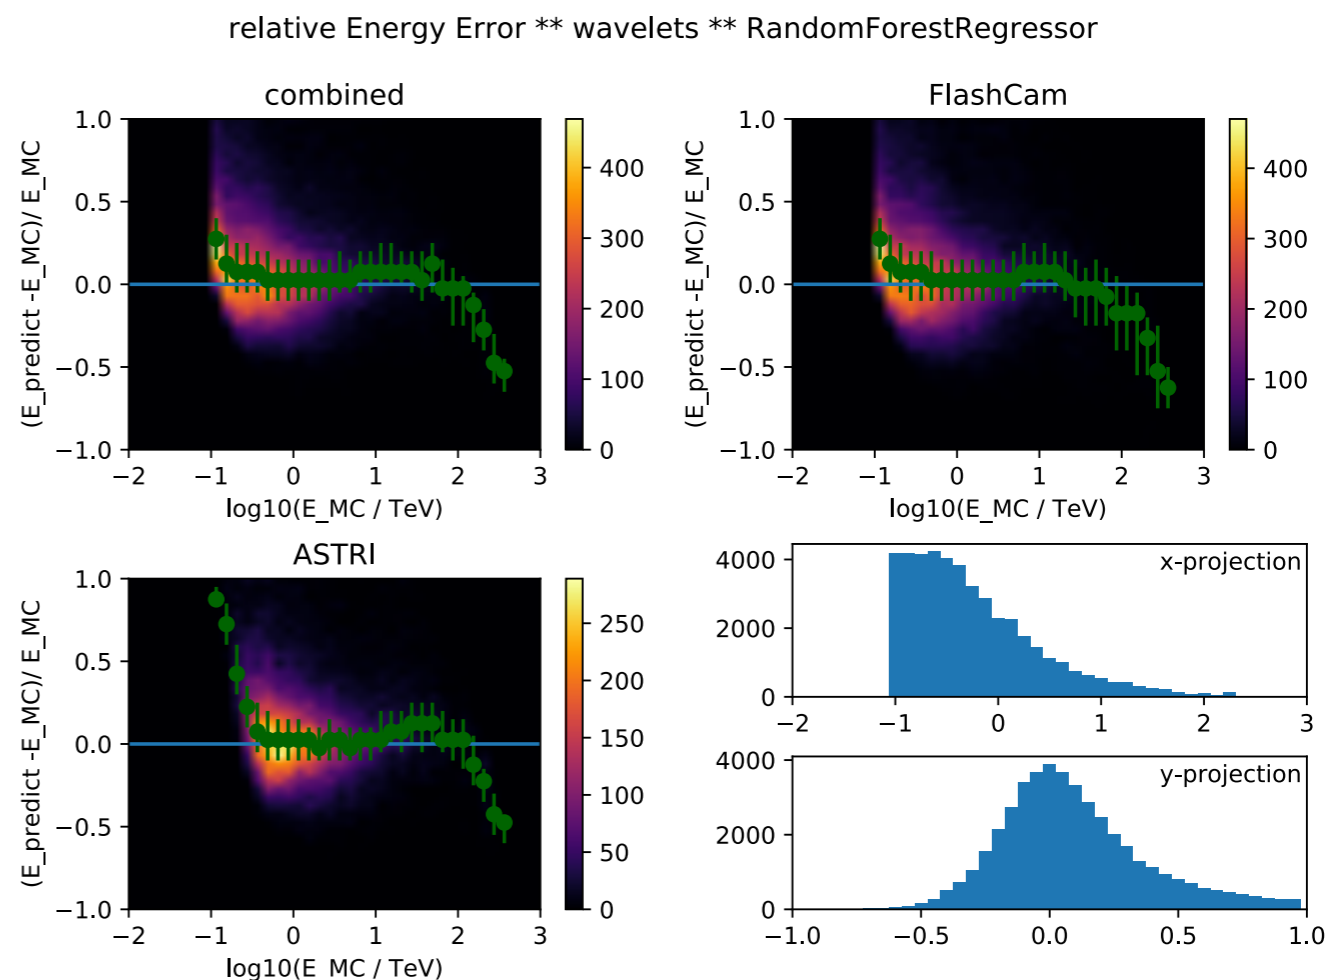 relative Energy Error ** wavelets ** RandomForestRegressor
combined
FlashCam
1.0
0.5
0.0
−0.5
−1.0
(E_predict -E_MC)/ E_MC
−2 −1 0 1 2 3
log10(E_MC / TeV)
400
300
200
100
0
1.0
0.5
0.0
−0.5
−1.0
(E_predict -E_MC)/ E_MC
−2 −1 0 1 2 3
log10(E_MC / TeV)
400
300
200
100
0
ASTRI
1.0
0.5
0.0
−0.5
−1.0
(E_predict -E_MC)/ E_MC
−2 −1 0 1 2 3
log10(E_MC / TeV)
250
200
150
100
50
0
x-projection
4000
2000
0
−2 −1 0 1 2 3
y-projection
4000
2000
0
−1.0 −0.5 0.0 0.5 1.0